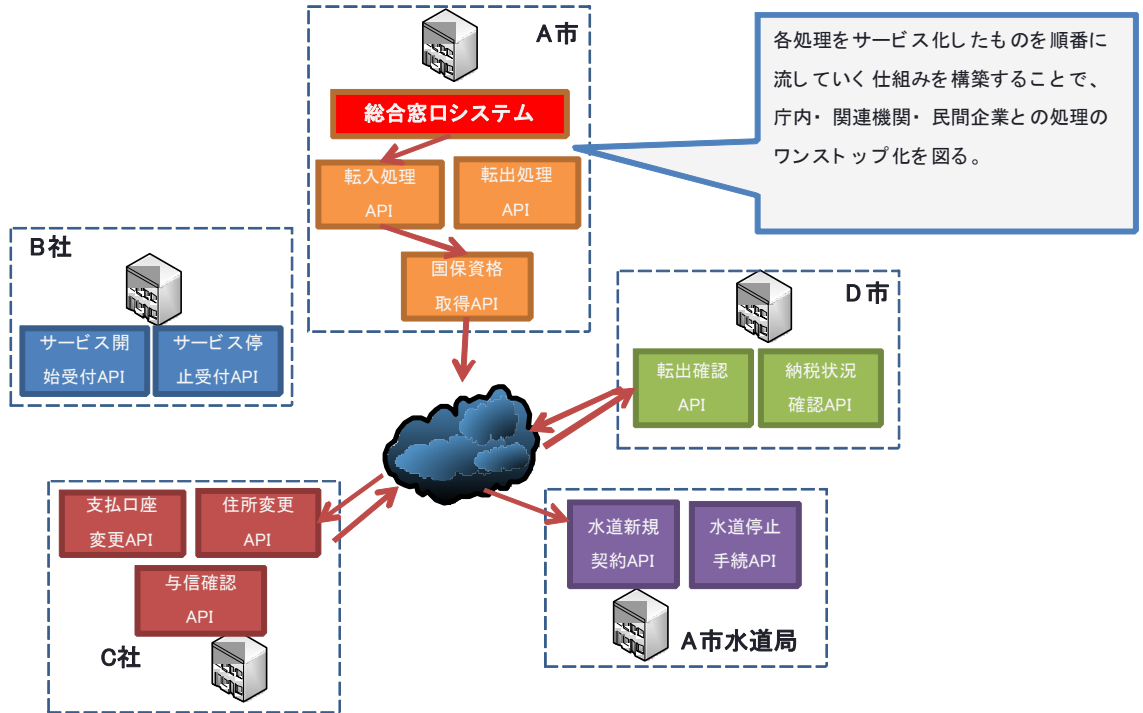 A市
総合窓口システム
転入処理
API
転出処理
API
国保資格
取得API
各処理をサービス化したものを順番に
流していく仕組みを構築することで、
庁内・関連機関・民間企業との処理の
ワンストップ化を図る。
B社
サービス開
始受付API
サービス停
止受付API
D市
転出確認
API
納税状況
確認API
支払口座
変更API
住所変更
API
与信確認
API
C社
水道新規
契約API
水道停止
手続API
A市水道局